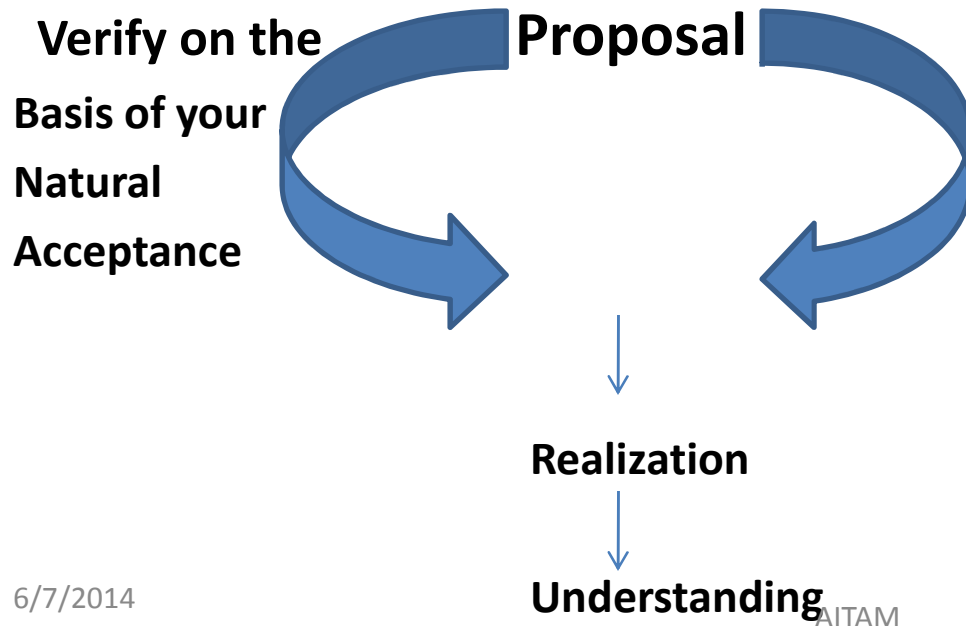 Verify on the
Basis of your
Natural
Acceptance
Proposal
Realization
Understanding
6/7/2014
AITAM